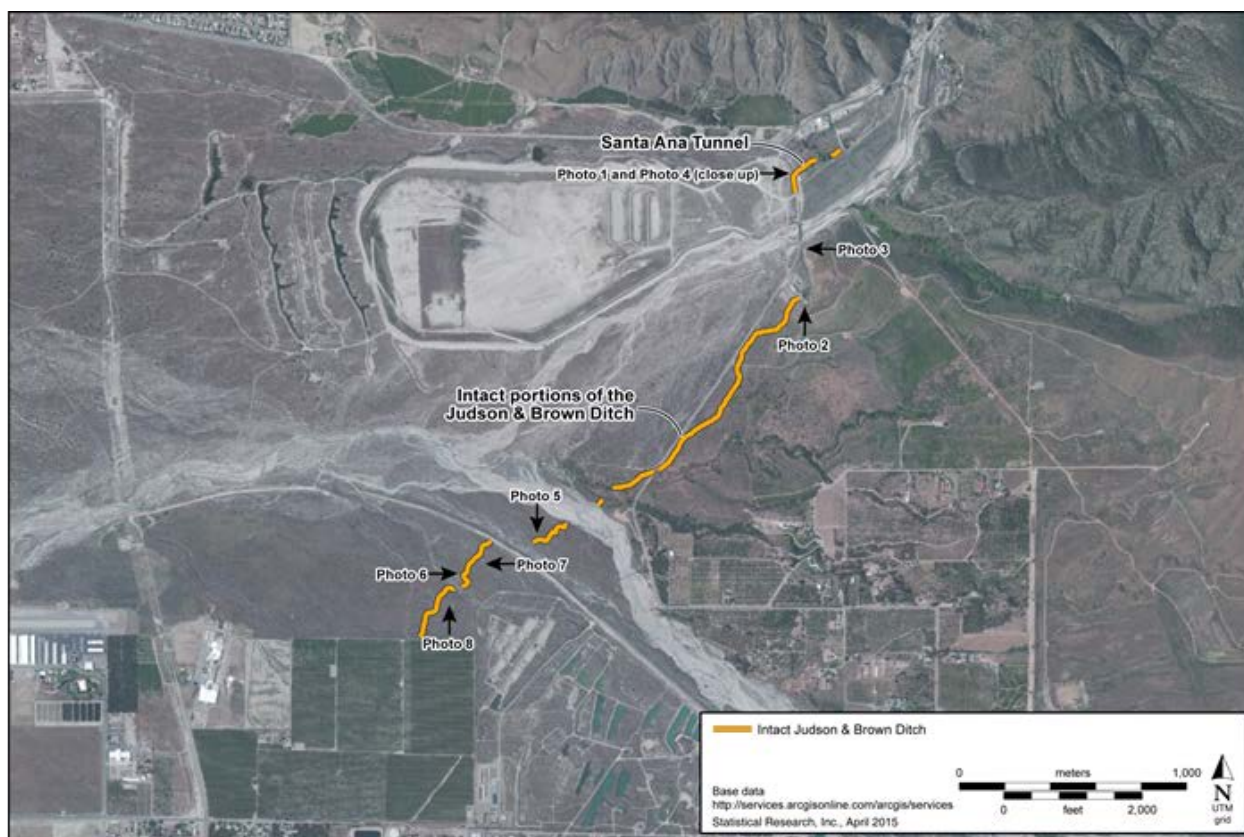 Santa Ana Tunnel
Photo 1 and Photo 4 (close up)
Photo 3
Photo 2
Intact portions of the
Judson & Brown Ditch
Photo 5
Photo 6
Photo 7
Photo 8
Intact Judson & Brown Ditch
0 meters 1,000
0 feet 2,000
N
UTM
grid
Base data
http://services.arcgisonline.com/arcgis/services
Statistical Research, Inc., April 2015